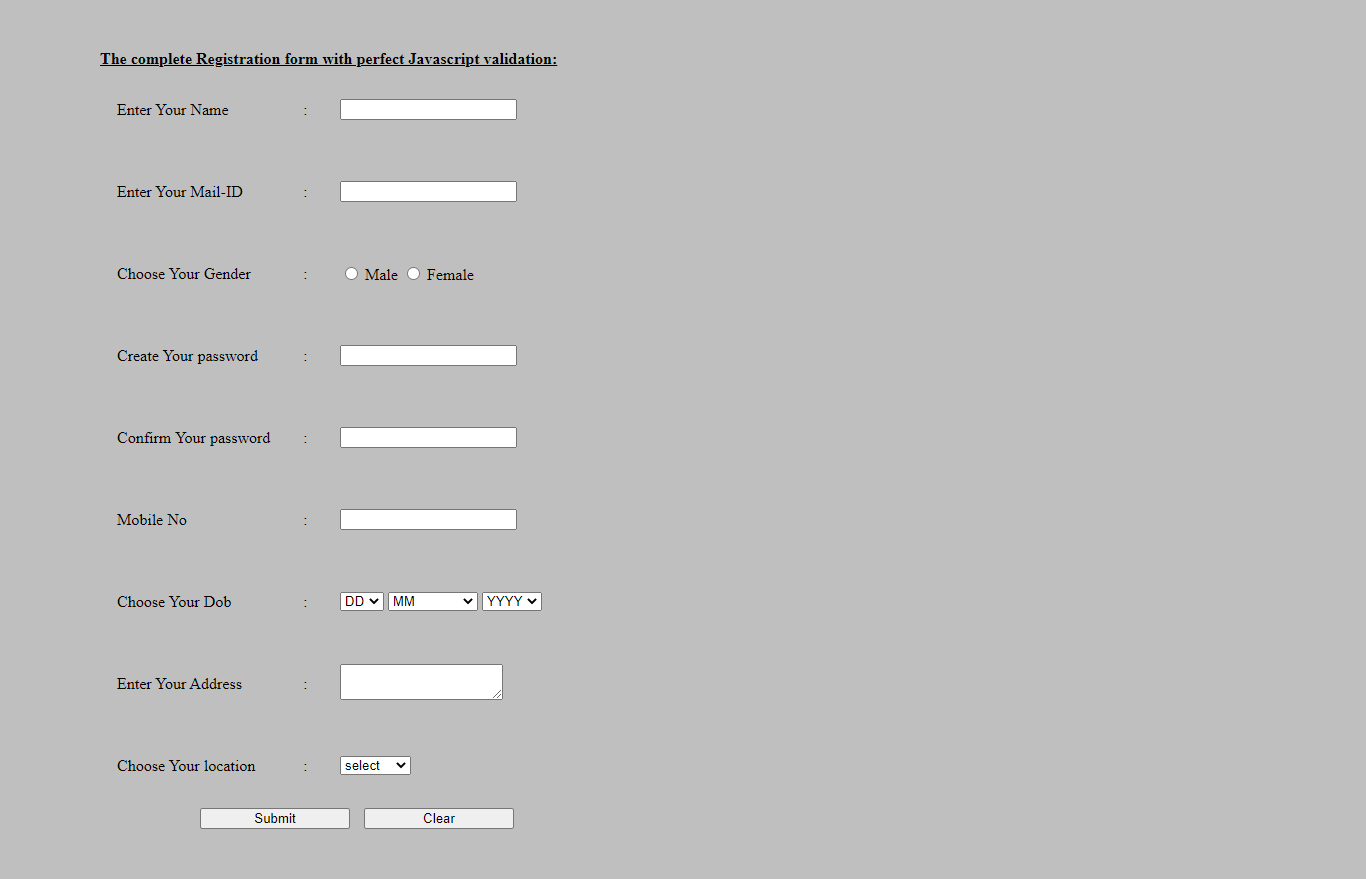 The complete Registration form with perfect Javascript validation:
Enter Your Name :
Enter Your Mail-ID :
Choose Your Gender : Male Female
Create Your password :
Confirm Your password :
Mobile No :
Choose Your Dob : DD MM YYYY
Enter Your Address :
Choose Your location : select
Submit Clear